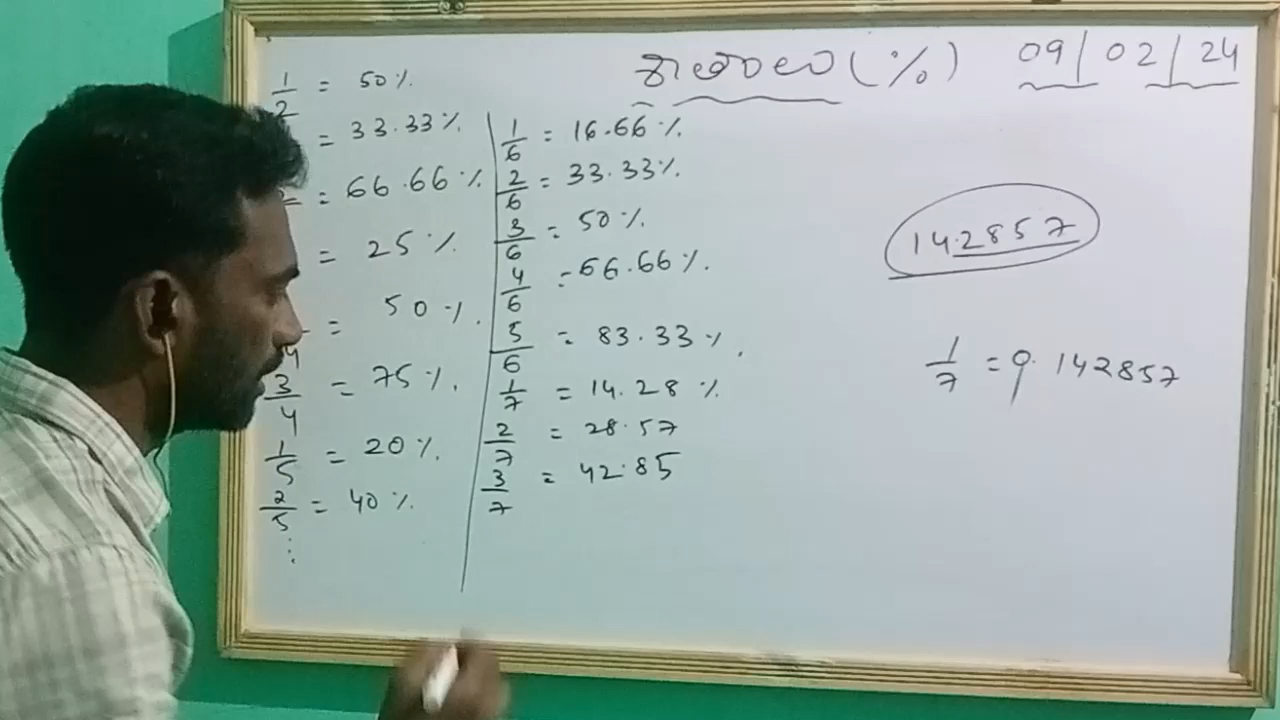 ಶೇಕಡಾ (%) 09/02/24
1/2 = 50%
= 33.33%
= 66.66%
= 25%
= 50%
3/4 = 75%
1/5 = 20%
2/5 = 40%
1/6 = 16.66%
2/6 = 33.33%
3/6 = 50%
4/6 = 66.66%
5/6 = 83.33%
1/7 = 14.28%
2/7 = 28.57
3/7 = 42.85
142857
1/7 = 0.142857